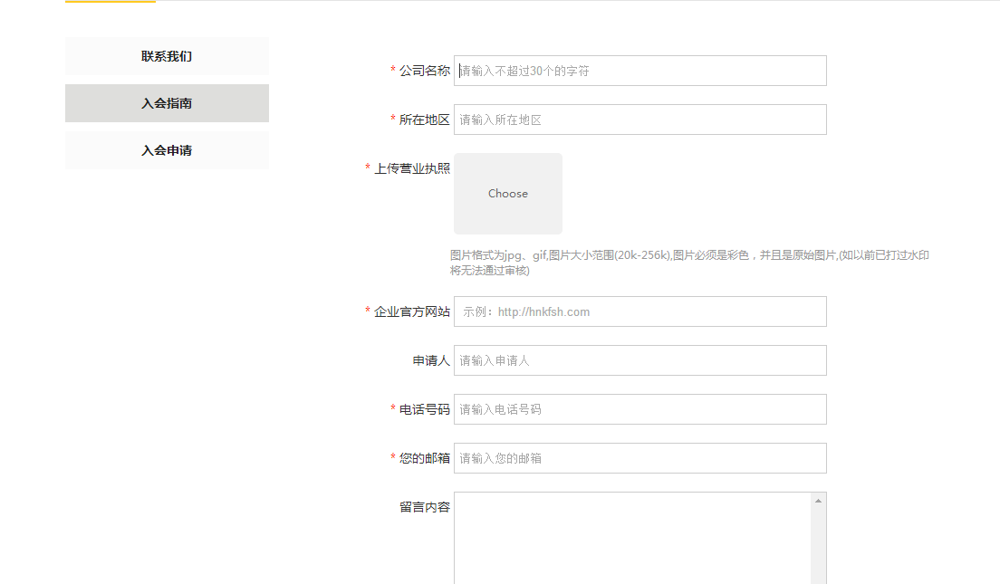 联系我们
入会指南
入会申请
* 公司名称 请输入不超过30个的字符
* 所在地区 请输入所在地区
* 上传营业执照 Choose
图片格式为jpg、gif,图片大小范围(20k-256k),图片必须是彩色，并且是原始图片,(如以前已打过水印
将无法通过审核)
* 企业官方网站 示例：http://hnkfsh.com
申请人 请输入申请人
* 电话号码 请输入电话号码
* 您的邮箱 请输入您的邮箱
留言内容